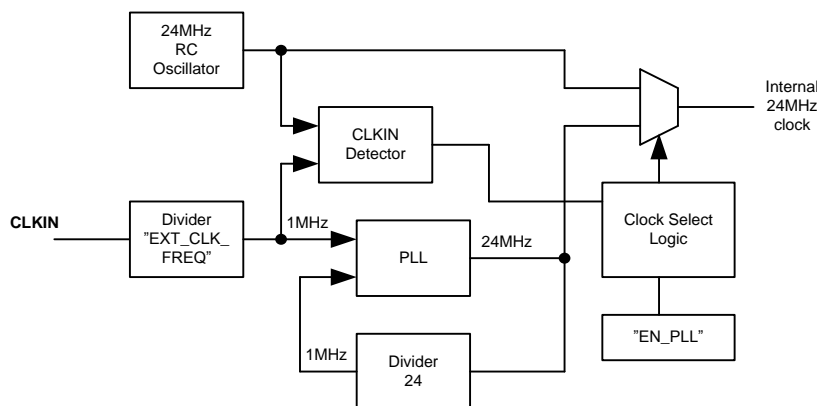 24MHz
RC
Oscillator
Internal
24MHz
clock
CLKIN
Detector
CLKIN
Divider
"EXT_CLK_
FREQ"
1MHz
PLL
24MHz
Clock Select
Logic
"EN_PLL"
1MHz
Divider
24